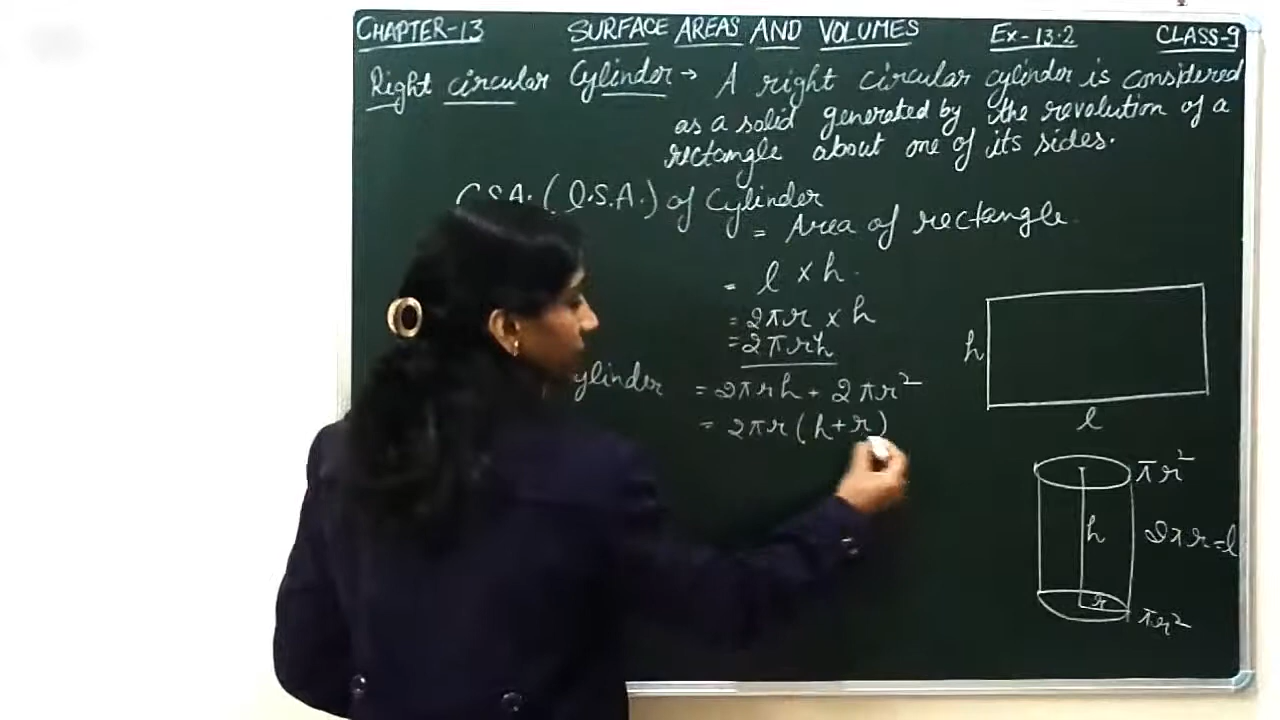 CHAPTER-13 SURFACE AREAS AND VOLUMES Ex-13.2 CLASS-9
Right circular Cylinder → A right circular cylinder is considered
as a solid generated by the revolution of a
rectangle about one of its sides.
C.S.A. (l.S.A.) of Cylinder
= Area of rectangle.
= l × h.
= 2πr × h
= 2πrh
ylinder = 2πrh + 2πr²
= 2πr (h+r)
h
l
πr²
h
2πr=l
r
πr²